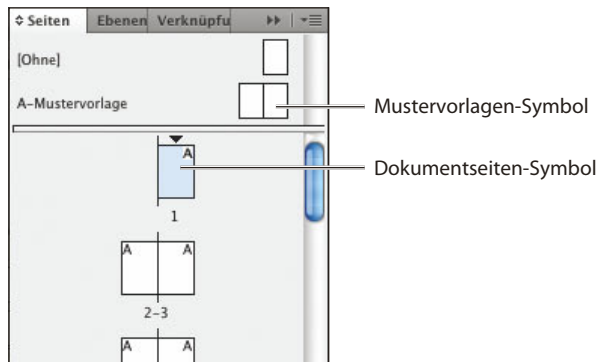 Seiten Ebenen Verknüpfu
[Ohne]
A-Mustervorlage
Mustervorlagen-Symbol
A
Dokumentseiten-Symbol
1
A A
2-3
A A